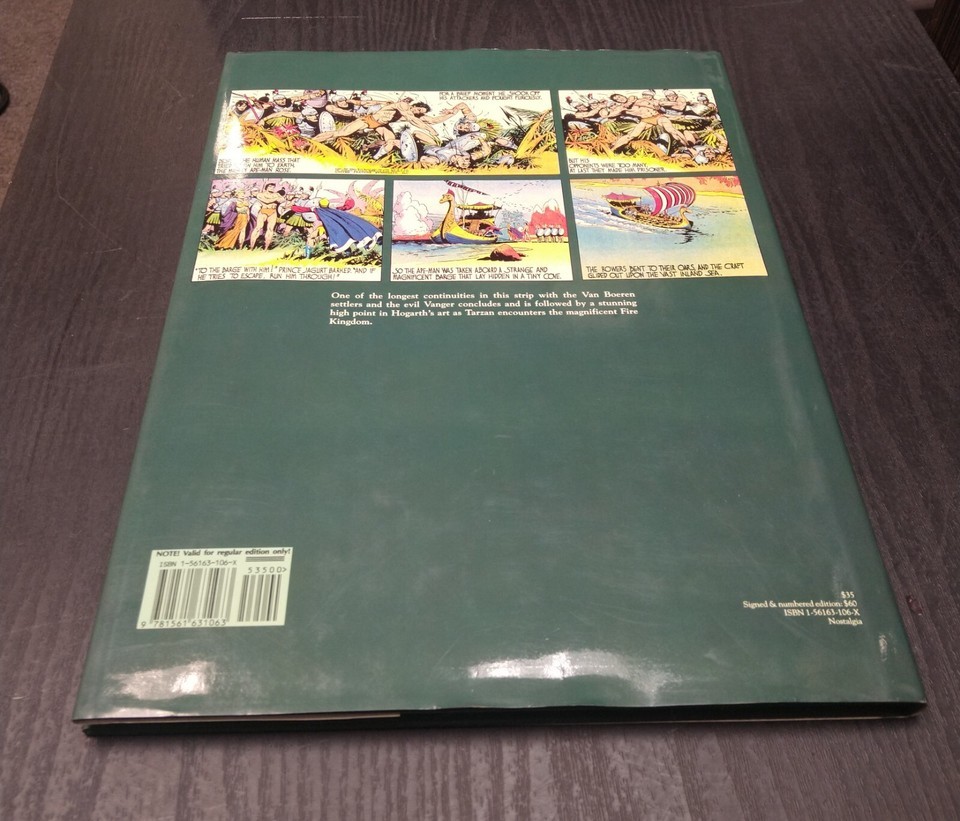 FOR A BRIEF MOMENT HE SHOOK OFF
HIS ATTACKERS AND FOUGHT FURIOUSLY.
THE HUMAN MASS THAT
HIM TO EARTH,
THE APE-MAN ROSE.
BUT HIS
OPPONENTS WERE TOO MANY.
AT LAST THEY MADE HIM PRISONER.
"TO THE BARGE WITH HIM!" PRINCE JAGURT BARKED. "AND IF
HE TRIES TO ESCAPE, RUN HIM THROUGH!"
SO THE APE-MAN WAS TAKEN ABOARD A STRANGE AND
MAGNIFICENT BARGE THAT LAY HIDDEN IN A TINY COVE.
THE ROWERS BENT TO THEIR OARS, AND THE CRAFT
GLIDED OUT UPON THE VAST INLAND SEA.
One of the longest continuities in this strip with the Van Boeren
settlers and the evil Vanger concludes and is followed by a stunning
high point in Hogarth's art as Tarzan encounters the magnificent Fire
Kingdom.
NOTE! Valid for regular edition only!
ISBN 1-56163-106-x
53500>
9 781561 631063
$35
Signed & numbered edition: $60
ISBN 1-56163-106-X
Nostalgia